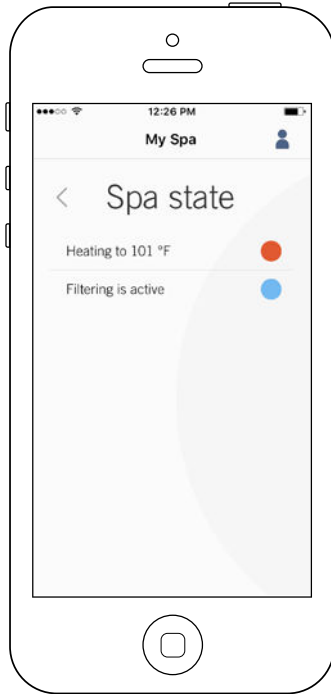 12:26 PM
My Spa
Spa state
Heating to 101 °F
Filtering is active